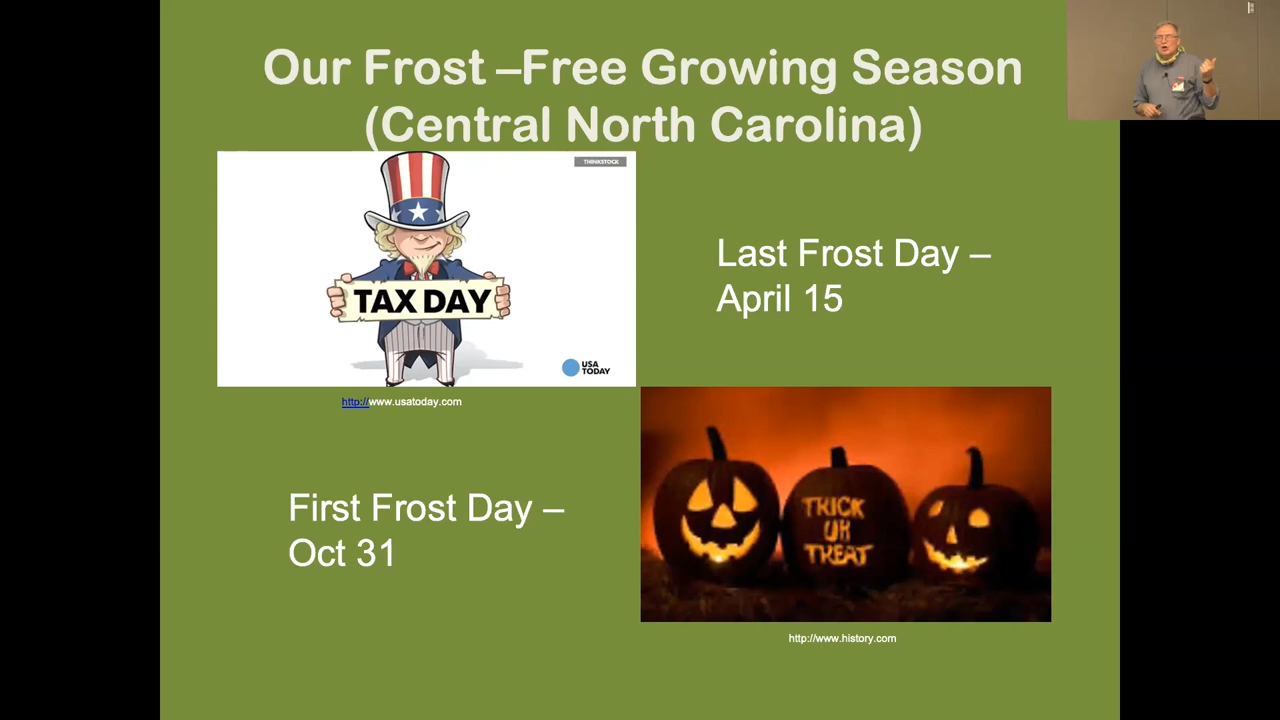 Our Frost –Free Growing Season
(Central North Carolina)
THINKSTOCK
TAX DAY
USA
TODAY
http://www.usatoday.com
Last Frost Day –
April 15
First Frost Day –
Oct 31
TRICK
OR
TREAT
http://www.history.com